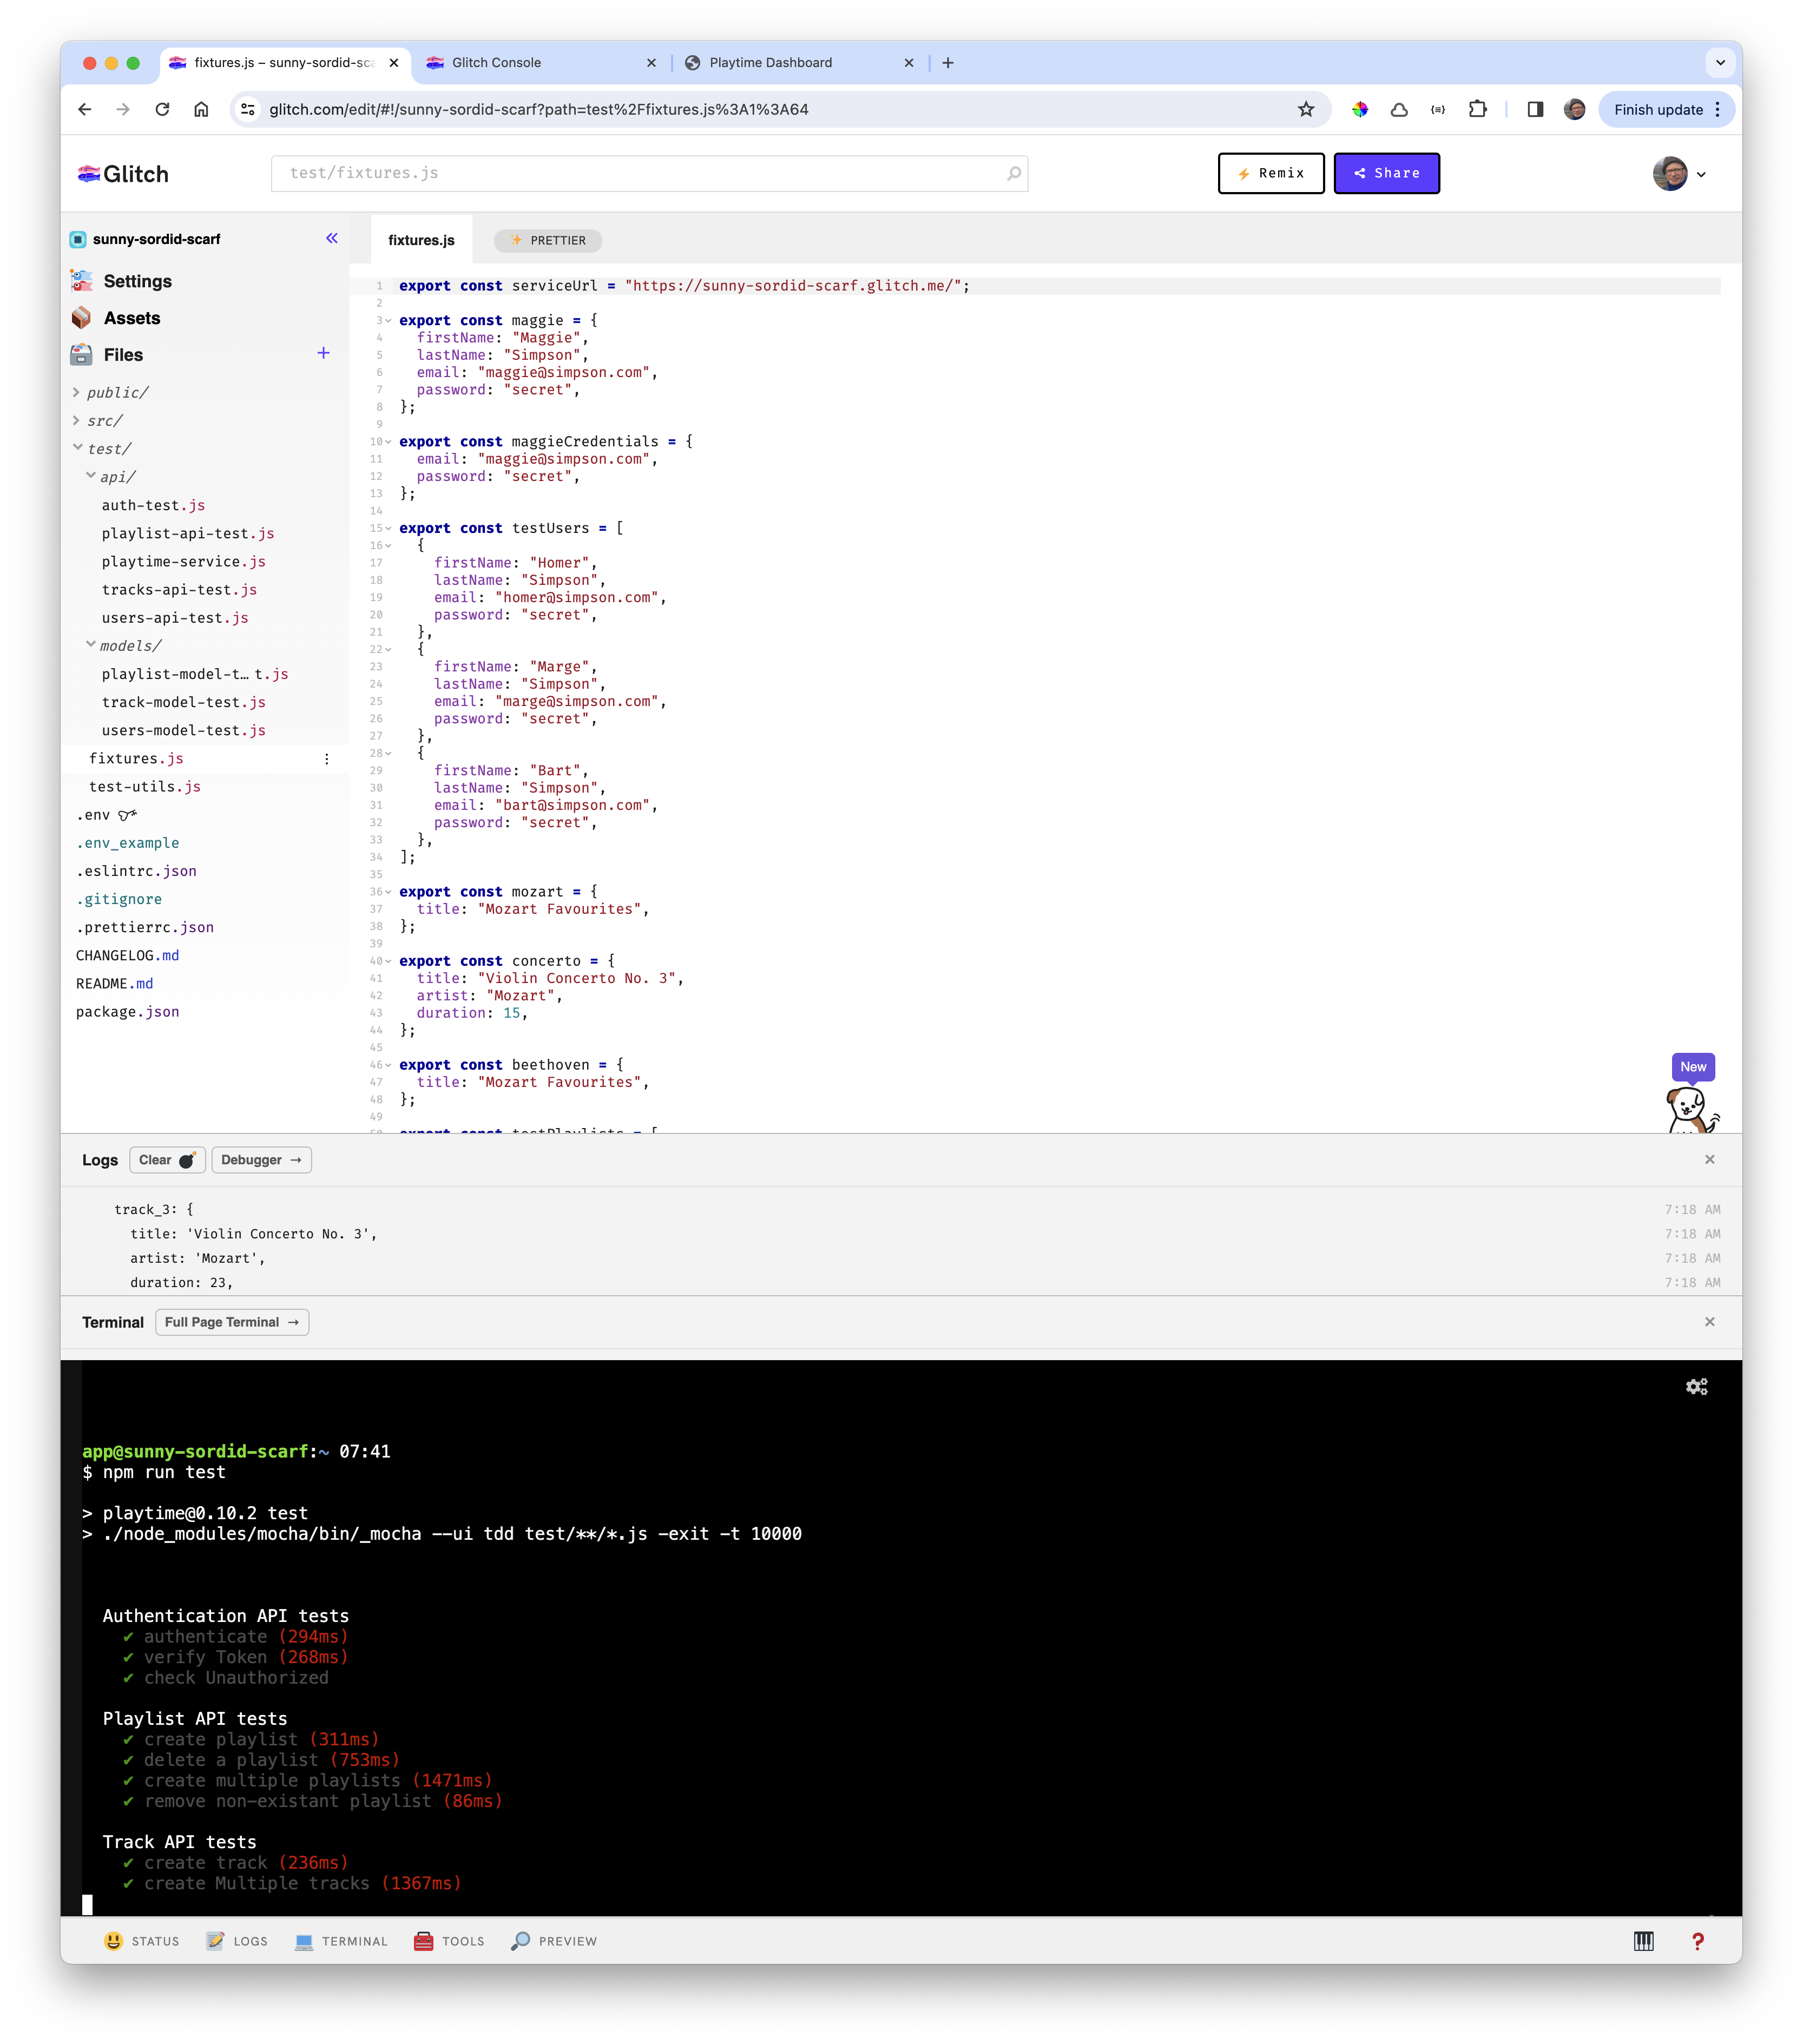 fixtures.js – sunny-sordid-sca
Glitch Console
Playtime Dashboard
glitch.com/edit/#!/sunny-sordid-scarf?path=test%2Ffixtures.js%3A1%3A64
Finish update
Glitch
test/fixtures.js
Remix
Share
sunny-sordid-scarf
Settings
Assets
Files
public/
src/
test/
api/
auth-test.js
playlist-api-test.js
playtime-service.js
tracks-api-test.js
users-api-test.js
models/
playlist-model-t… t.js
track-model-test.js
users-model-test.js
fixtures.js
test-utils.js
.env
.env_example
.eslintrc.json
.gitignore
.prettierrc.json
CHANGELOG.md
README.md
package.json
fixtures.js
PRETTIER
1 export const serviceUrl = "https://sunny-sordid-scarf.glitch.me/";
2
3 export const maggie = {
4 firstName: "Maggie",
5 lastName: "Simpson",
6 email: "maggie@simpson.com",
7 password: "secret",
8 };
9
10 export const maggieCredentials = {
11 email: "maggie@simpson.com",
12 password: "secret",
13 };
14
15 export const testUsers = [
16 {
17 firstName: "Homer",
18 lastName: "Simpson",
19 email: "homer@simpson.com",
20 password: "secret",
21 },
22 {
23 firstName: "Marge",
24 lastName: "Simpson",
25 email: "marge@simpson.com",
26 password: "secret",
27 },
28 {
29 firstName: "Bart",
30 lastName: "Simpson",
31 email: "bart@simpson.com",
32 password: "secret",
33 },
34 ];
35
36 export const mozart = {
37 title: "Mozart Favourites",
38 };
39
40 export const concerto = {
41 title: "Violin Concerto No. 3",
42 artist: "Mozart",
43 duration: 15,
44 };
45
46 export const beethoven = {
47 title: "Mozart Favourites",
48 };
49
50 export const testPlaylists = [
New
Logs
Clear
Debugger →
track_3: { 7:18 AM
title: 'Violin Concerto No. 3', 7:18 AM
artist: 'Mozart', 7:18 AM
duration: 23, 7:18 AM
Terminal
Full Page Terminal →
app@sunny-sordid-scarf:~ 07:41
$ npm run test
> playtime@0.10.2 test
> ./node_modules/mocha/bin/_mocha --ui tdd test/**/*.js -exit -t 10000
Authentication API tests
✔ authenticate (294ms)
✔ verify Token (268ms)
✔ check Unauthorized
Playlist API tests
✔ create playlist (311ms)
✔ delete a playlist (753ms)
✔ create multiple playlists (1471ms)
✔ remove non-existant playlist (86ms)
Track API tests
✔ create track (236ms)
✔ create Multiple tracks (1367ms)
STATUS
LOGS
TERMINAL
TOOLS
PREVIEW
?